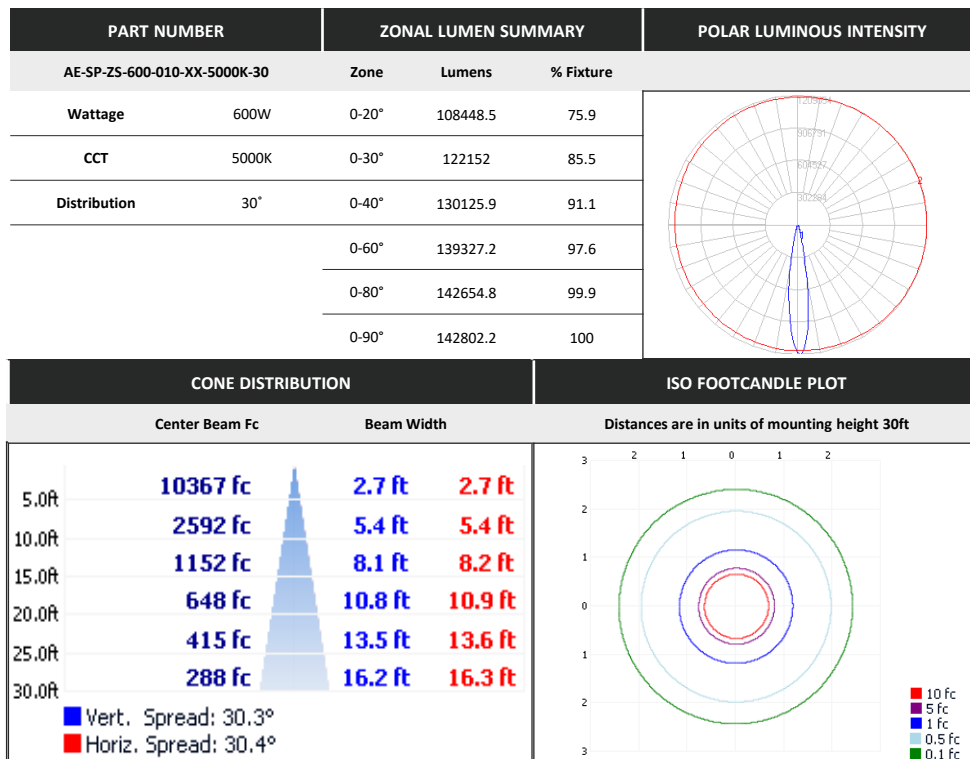 PART NUMBER
ZONAL LUMEN SUMMARY
POLAR LUMINOUS INTENSITY
AE-SP-ZS-600-010-XX-5000K-30
Zone Lumens % Fixture
Wattage 600W
0-20° 108448.5 75.9
CCT 5000K
0-30° 122152 85.5
Distribution 30°
0-40° 130125.9 91.1
0-60° 139327.2 97.6
0-80° 142654.8 99.9
0-90° 142802.2 100
906791
604527
2
CONE DISTRIBUTION
ISO FOOTCANDLE PLOT
Center Beam Fc Beam Width
Distances are in units of mounting height 30ft
5.0ft 10367 fc 2.7 ft 2.7 ft
10.0ft 2592 fc 5.4 ft 5.4 ft
15.0ft 1152 fc 8.1 ft 8.2 ft
20.0ft 648 fc 10.8 ft 10.9 ft
25.0ft 415 fc 13.5 ft 13.6 ft
30.0ft 288 fc 16.2 ft 16.3 ft
Vert. Spread: 30.3°
Horiz. Spread: 30.4°
2 1 0 1 2
3
2
1
0
1
2
3
10 fc
5 fc
1 fc
0.5 fc
0.1 fc